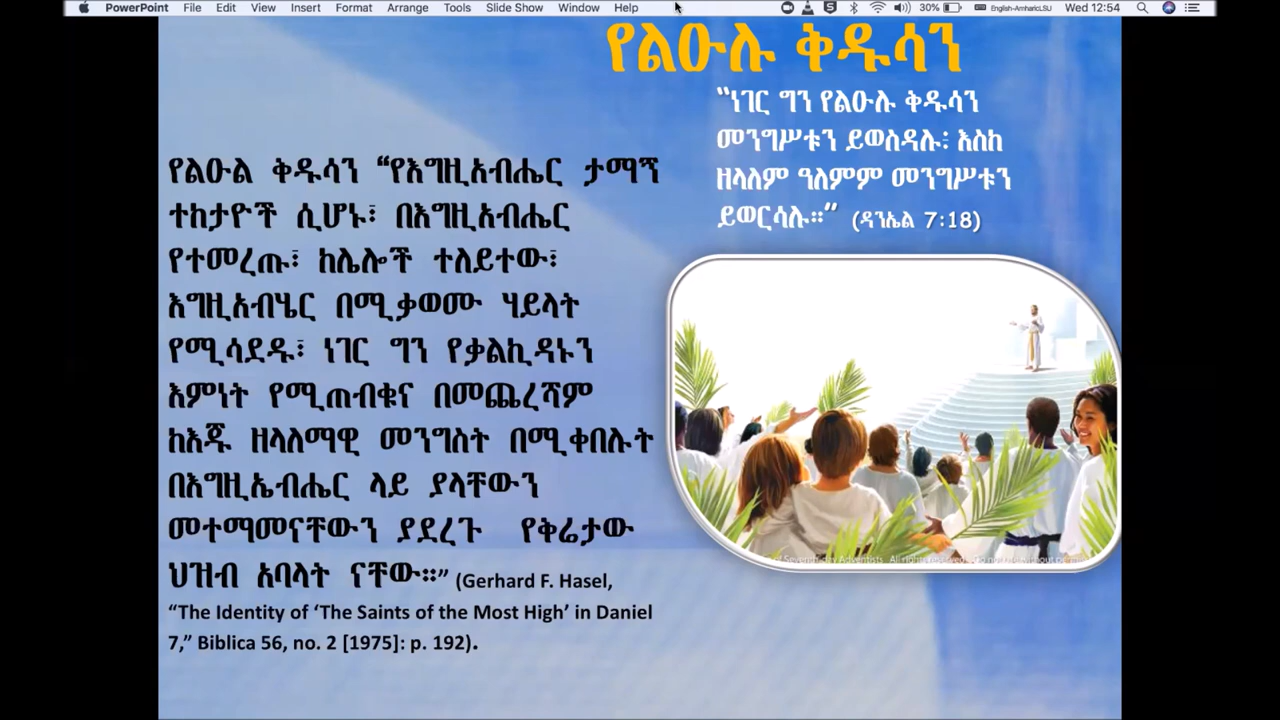 PowerPoint File Edit View Insert Format Arrange Tools Slide Show Window Help 30% English-AmharicLSU Wed 12:54
የልዑሉ ቅዱሳን
“ነገር ግን የልዑሉ ቅዱሳን
መንግሥቱን ይወስዳሉ፤ እስከ
ዘላለም ዓለምም መንግሥቱን
ይወርሳሉ።” (ዳንኤል 7:18)
የልዑል ቅዱሳን “የእግዚአብሔር ታማኝ
ተከታዮች ሲሆኑ፣ በእግዚአብሔር
የተመረጡ፣ ከሌሎች ተለይተው፣
እግዚአብሄር በሚቃወሙ ሃይላት
የሚሳደዱ፣ ነገር ግን የቃልኪዳኑን
እምነት የሚጠብቁና በመጨረሻም
ከእጁ ዘላለማዊ መንግስት በሚቀበሉት
በእግዚኤብሔር ላይ ያላቸውን
መተማመናቸውን ያደረጉ የቅሬታው
ህዝብ አባላት ናቸው።” (Gerhard F. Hasel,
“The Identity of ‘The Saints of the Most High’ in Daniel
7,” Biblica 56, no. 2 [1975]: p. 192).